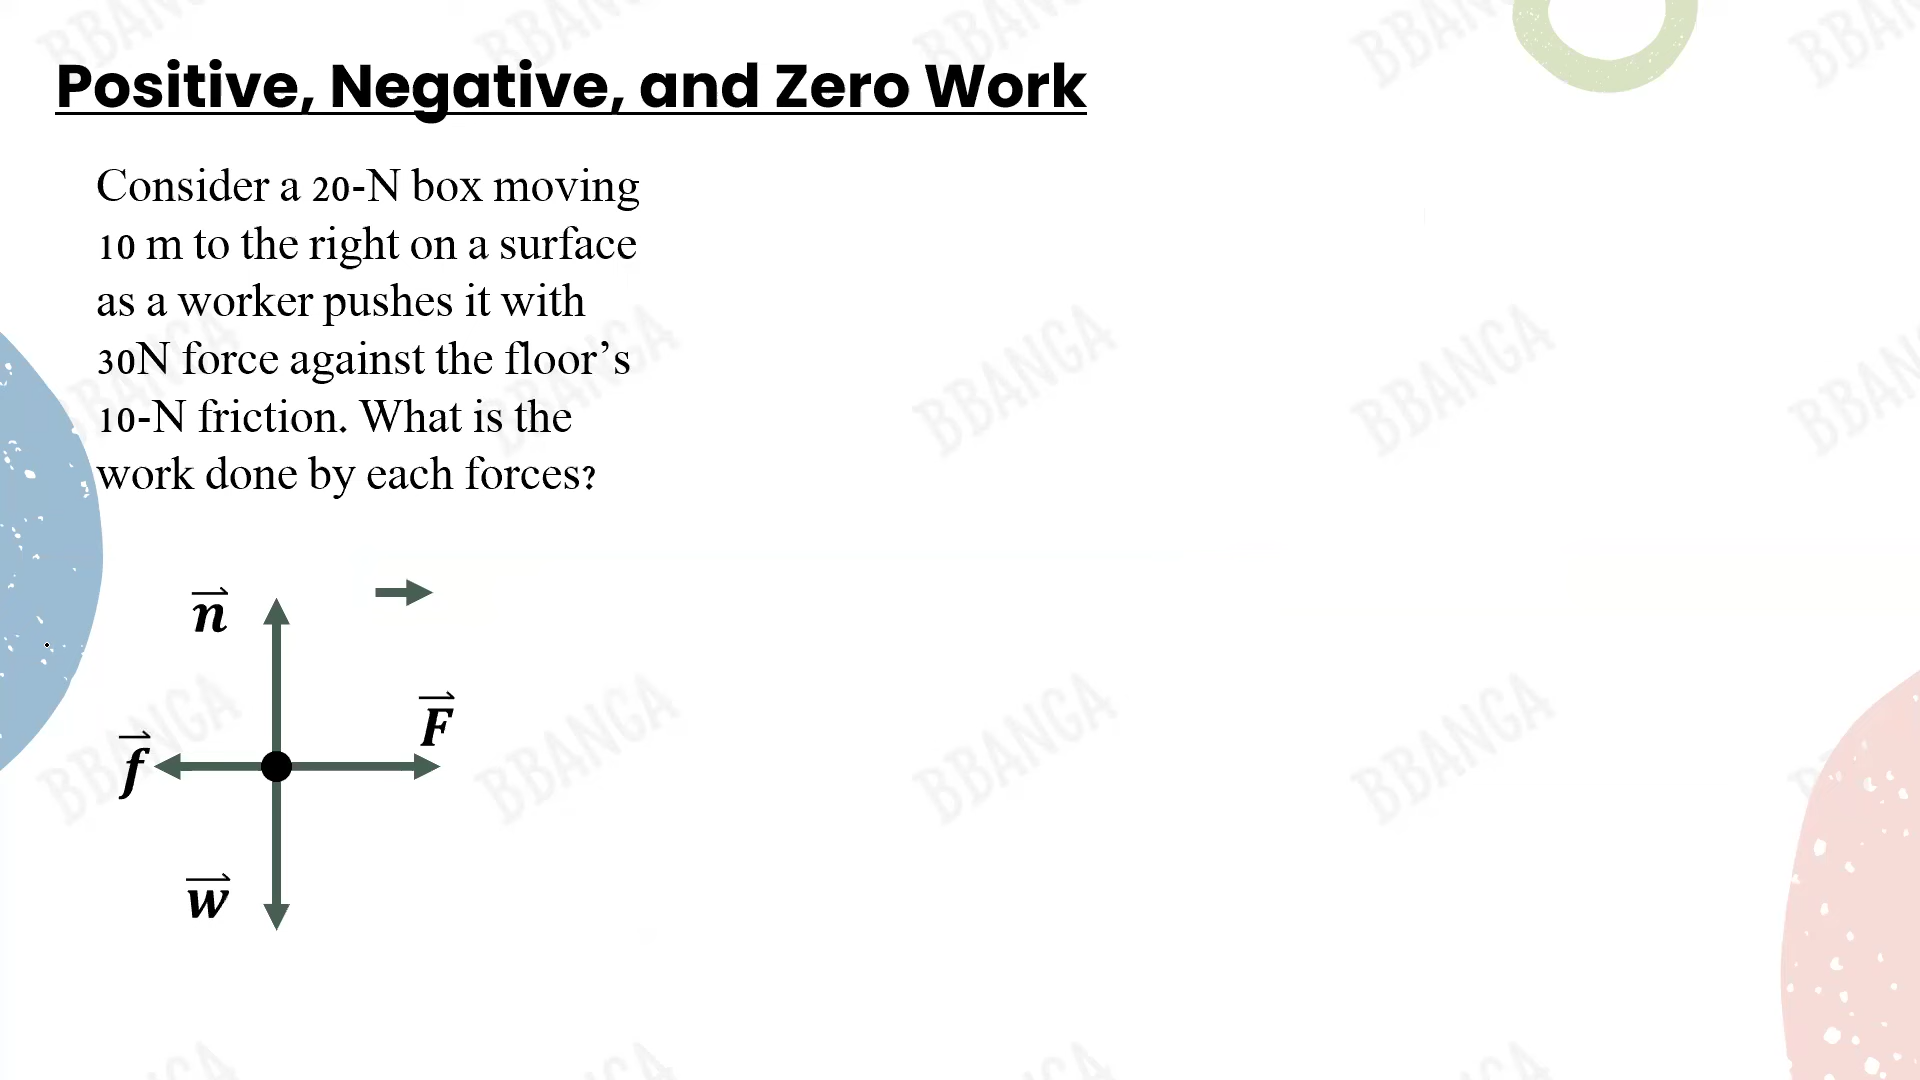 Positive, Negative, and Zero Work
Consider a 20-N box moving
10 m to the right on a surface
as a worker pushes it with
30N force against the floor’s
10-N friction. What is the
work done by each forces?
n
F
f
w
BBANGA